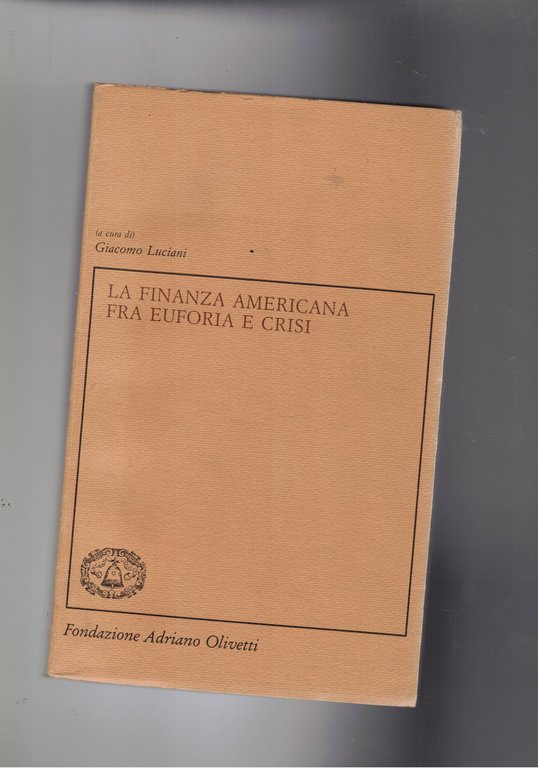 (a cura di)
Giacomo Luciani
LA FINANZA AMERICANA
FRA EUFORIA E CRISI
Fondazione Adriano Olivetti